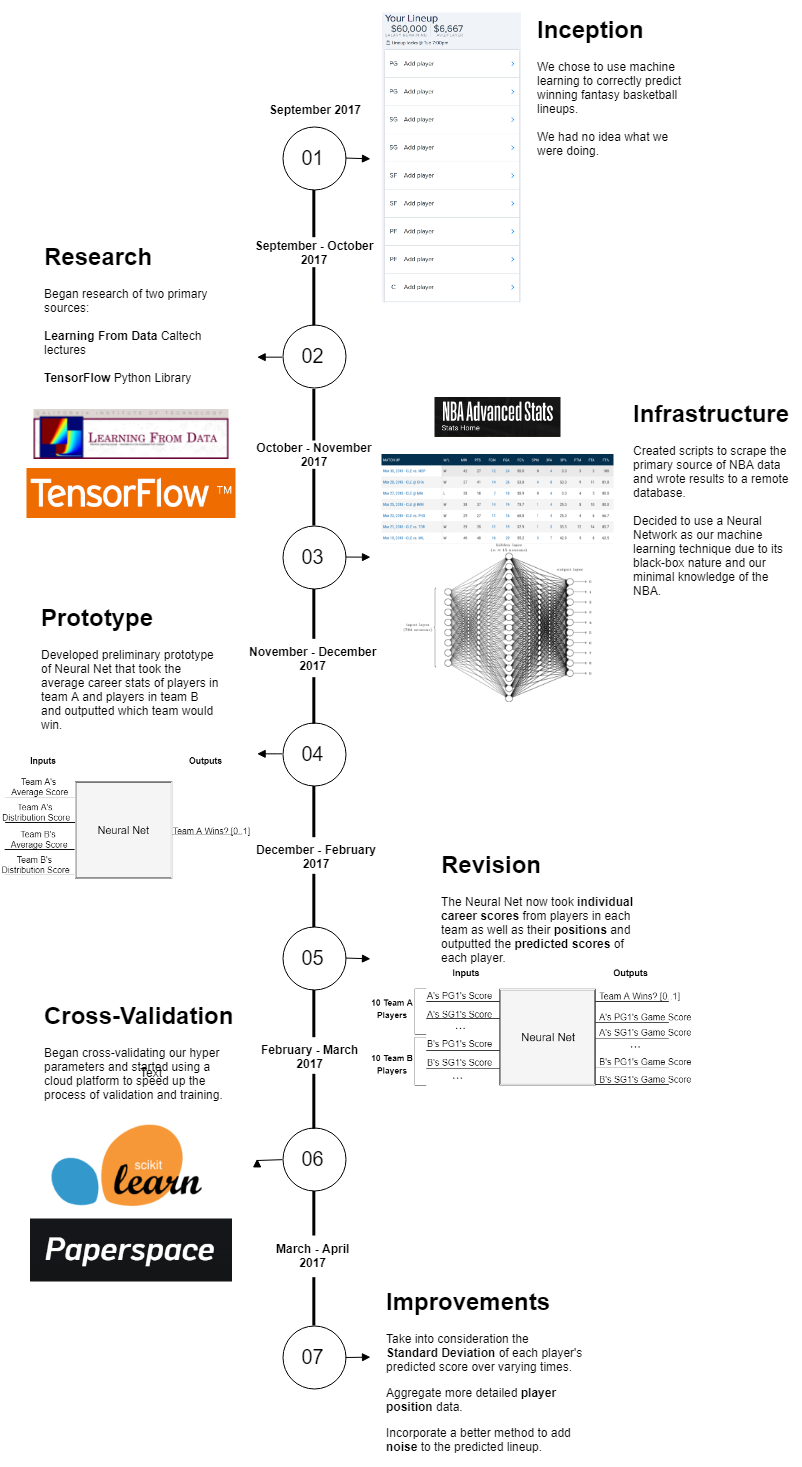 Your Lineup
$60,000 $6,667
Lineup locks @ Tue 7:00pm
PG Add player
PG Add player
SG Add player
SG Add player
SF Add player
SF Add player
PF Add player
PF Add player
C Add player
Inception
We chose to use machine
learning to correctly predict
winning fantasy basketball
lineups.
We had no idea what we
were doing.
September 2017
01
September - October
2017
Research
Began research of two primary
sources:
Learning From Data Caltech
lectures
TensorFlow Python Library
CALIFORNIA INSTITUTE OF TECHNOLOGY
LEARNING FROM DATA
TensorFlow TM
02
October - November
2017
NBA Advanced Stats
Stats Home
Infrastructure
Created scripts to scrape the
primary source of NBA data
and wrote results to a remote
database.
Decided to use a Neural
Network as our machine
learning technique due to its
black-box nature and our
minimal knowledge of the
NBA.
03
November - December
2017
Prototype
Developed preliminary prototype
of Neural Net that took the
average career stats of players in
team A and players in team B
and outputted which team would
win.
Inputs
Outputs
Team A's
Average Score
Team A's
Distribution Score
Team B's
Average Score
Team B's
Distribution Score
Neural Net
Team A Wins? [0..1]
04
December - February
2017
Revision
The Neural Net now took individual
career scores from players in each
team as well as their positions and
outputted the predicted scores of
each player.
Inputs
Outputs
10 Team A
Players
A's PG1's Score
A's SG1's Score
...
10 Team B
Players
B's PG1's Score
B's SG1's Score
...
Neural Net
Team A Wins? [0..1]
A's PG1's Game Score
A's SG1's Game Score
...
B's PG1's Game Score
B's SG1's Game Score
05
February - March
2017
Cross-Validation
Began cross-validating our hyper
parameters and started using a
cloud platform to speed up the
process of validation and training.
Text
scikit
learn
Paperspace
06
March - April
2017
Improvements
Take into consideration the
Standard Deviation of each player's
predicted score over varying times.
Aggregate more detailed player
position data.
Incorporate a better method to add
noise to the predicted lineup.
07